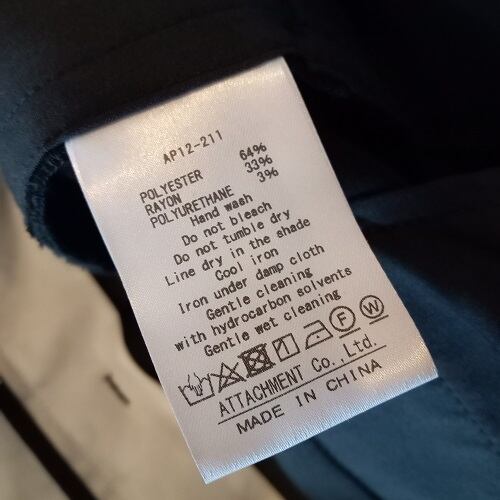 AP12-211
POLYESTER 64%
RAYON 33%
POLYURETHANE 3%
Hand wash
Do not bleach
Do not tumble dry
Line dry in the shade
Cool iron
Iron under damp cloth
Gentle cleaning
with hydrocarbon solvents
Gentle wet cleaning
F W
ATTACHMENT Co. Ltd.
MADE IN CHINA